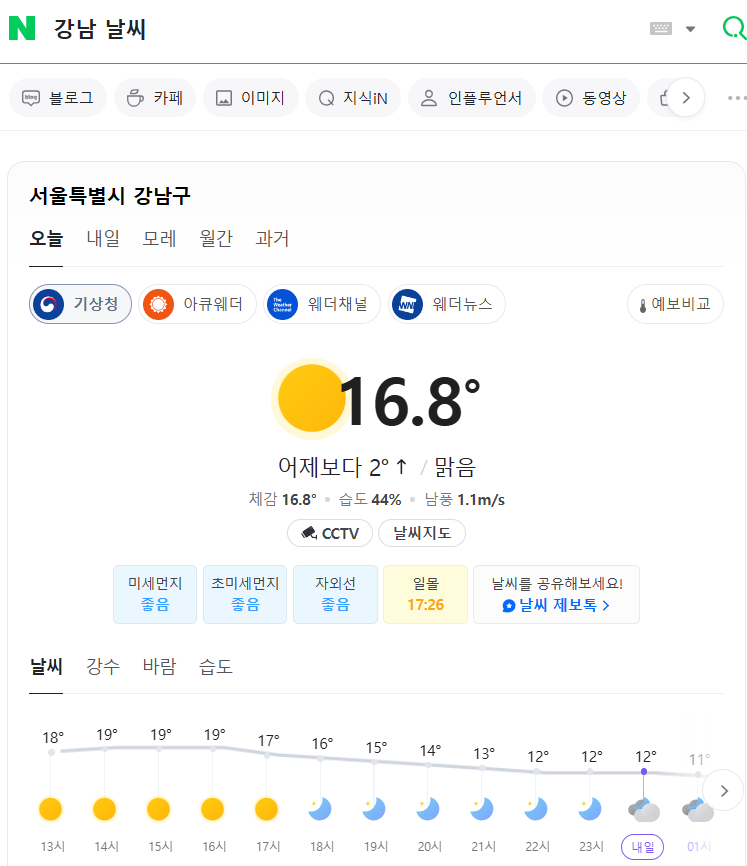 N 강남 날씨
블로그 카페 이미지 지식iN 인플루언서 동영상
서울특별시 강남구
오늘 내일 모레 월간 과거
기상청 아큐웨더 The Weather Channel 웨더채널 WNI 웨더뉴스 예보비교
16.8°
어제보다 2°↑ / 맑음
체감 16.8° 습도 44% 남풍 1.1m/s
CCTV 날씨지도
미세먼지 초미세먼지 자외선 일몰 날씨를 공유해보세요!
좋음 좋음 좋음 17:26 날씨 제보톡 >
날씨 강수 바람 습도
18° 19° 19° 19° 17° 16° 15° 14° 13° 12° 12° 12° 11°
13시 14시 15시 16시 17시 18시 19시 20시 21시 22시 23시 내일 01시